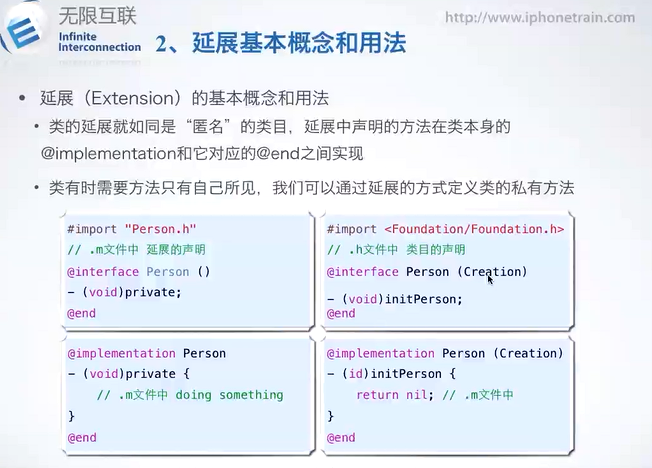 无限互联
Infinite
Interconnection
http://www.iphonetrain.com
2、延展基本概念和用法
• 延展（Extension）的基本概念和用法
• 类的延展就如同是“匿名”的类目，延展中声明的方法在类本身的
@implementation和它对应的@end之间实现
• 类有时需要方法只有自己所见，我们可以通过延展的方式定义类的私有方法
#import "Person.h"
// .m文件中 延展的声明
@interface Person ()
- (void)private;
@end
#import <Foundation/Foundation.h>
// .h文件中 类目的声明
@interface Person (Creation)
- (void)initPerson;
@end
@implementation Person
- (void)private {
// .m文件中 doing something
}
@end
@implementation Person (Creation)
- (id)initPerson {
return nil; // .m文件中
}
@end